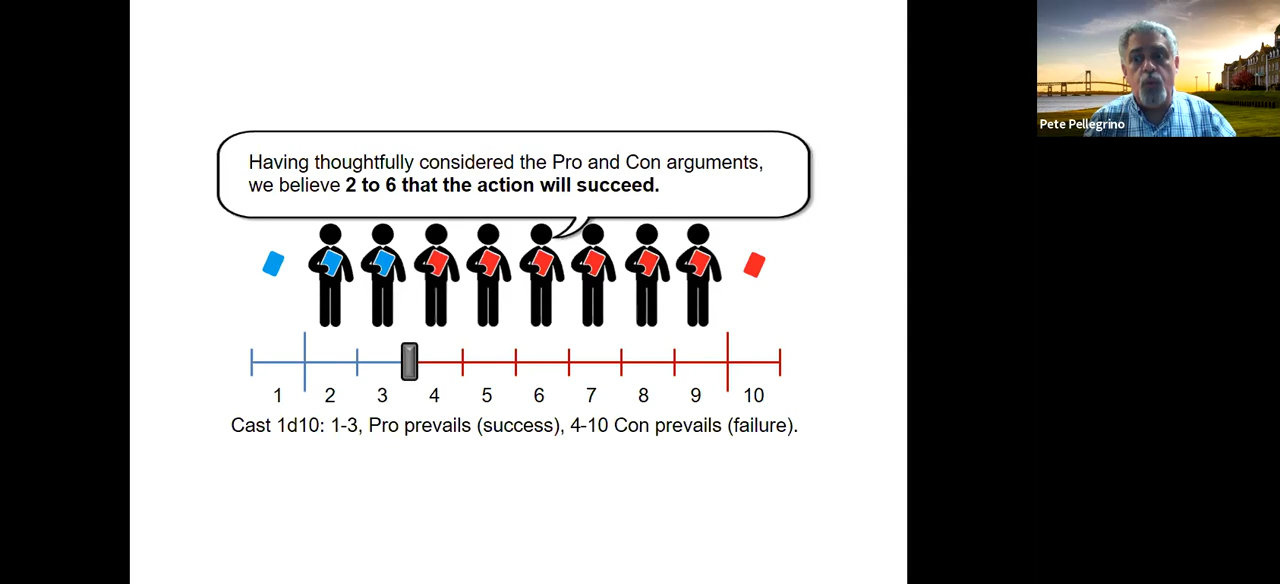 Having thoughtfully considered the Pro and Con arguments,
we believe 2 to 6 that the action will succeed.
1 2 3 4 5 6 7 8 9 10
Cast 1d10: 1-3, Pro prevails (success), 4-10 Con prevails (failure).
Pete Pellegrino